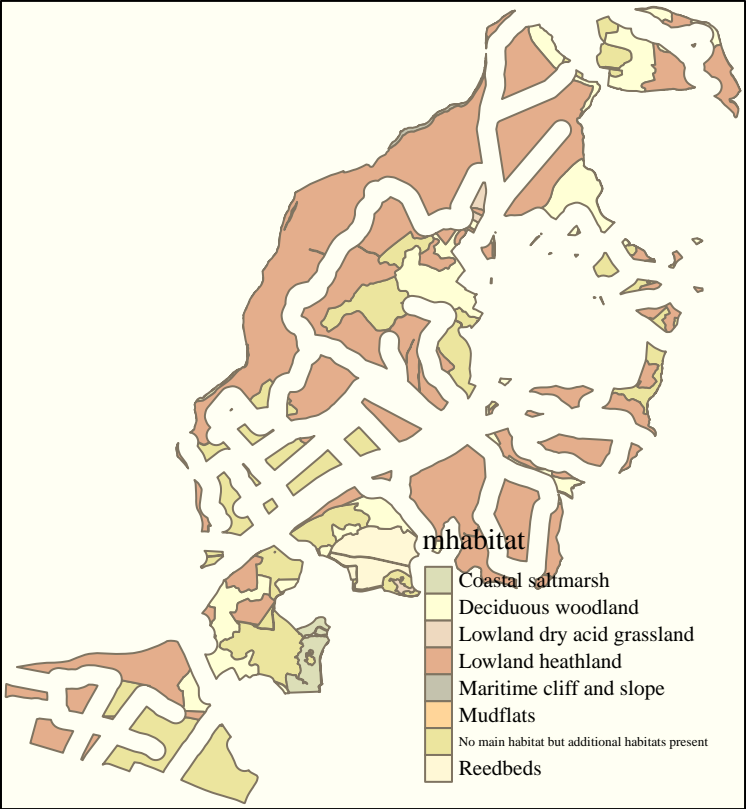 mhabitat
Coastal saltmarsh
Deciduous woodland
Lowland dry acid grassland
Lowland heathland
Maritime cliff and slope
Mudflats
No main habitat but additional habitats present
Reedbeds